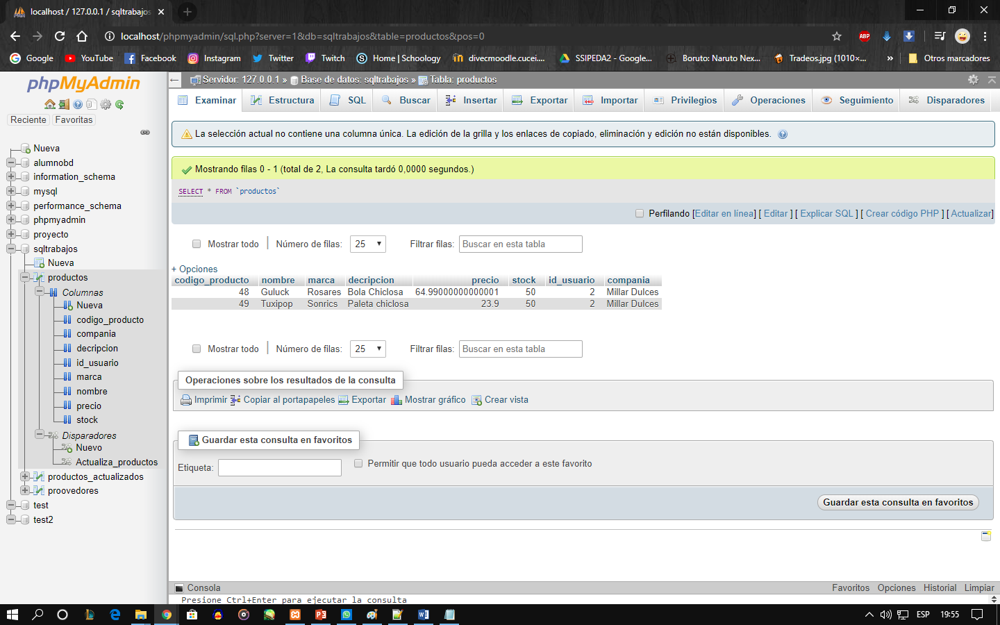 localhost / 127.0.0.1 / sqltrabajos
localhost/phpmyadmin/sql.php?server=1&db=sqltrabajos&table=productos&pos=0
ABP
Google YouTube Facebook Instagram Twitter Twitch Home | Schoology divecmoodle.cucei.... SSIPEDA2 - Google... Boruto: Naruto Nex... Tradeos.jpg (1010×... » Otros marcadores
phpMyAdmin
Reciente Favoritas
Nueva
alumnobd
information_schema
mysql
performance_schema
phpmyadmin
proyecto
sqltrabajos
Nueva
productos
Columnas
Nueva
codigo_producto
compania
decripcion
id_usuario
marca
nombre
precio
stock
Disparadores
Nuevo
Actualiza_productos
productos_actualizados
proovedores
test
test2
Servidor: 127.0.0.1 » Base de datos: sqltrabajos » Tabla: productos
Examinar Estructura SQL Buscar Insertar Exportar Importar Privilegios Operaciones Seguimiento Disparadores
La selección actual no contiene una columna única. La edición de la grilla y los enlaces de copiado, eliminación y edición no están disponibles.
Mostrando filas 0 - 1 (total de 2, La consulta tardó 0,0000 segundos.)
SELECT * FROM `productos`
Perfilando [Editar en línea] [ Editar ] [ Explicar SQL ] [ Crear código PHP ] [ Actualizar]
Mostrar todo Número de filas: 25 Filtrar filas: Buscar en esta tabla
+ Opciones
codigo_producto nombre marca decripcion precio stock id_usuario compania
48 Guluck Rosares Bola Chiclosa 64.99000000000001 50 2 Millar Dulces
49 Tuxipop Sonrics Paleta chiclosa 23.9 50 2 Millar Dulces
Mostrar todo Número de filas: 25 Filtrar filas: Buscar en esta tabla
Operaciones sobre los resultados de la consulta
Imprimir Copiar al portapapeles Exportar Mostrar gráfico Crear vista
Guardar esta consulta en favoritos
Etiqueta: Permitir que todo usuario pueda acceder a este favorito
Guardar esta consulta en favoritos
Consola Favoritos Opciones Historial Limpiar
Presione Ctrl+Enter para ejecutar la consulta
ESP 19:55